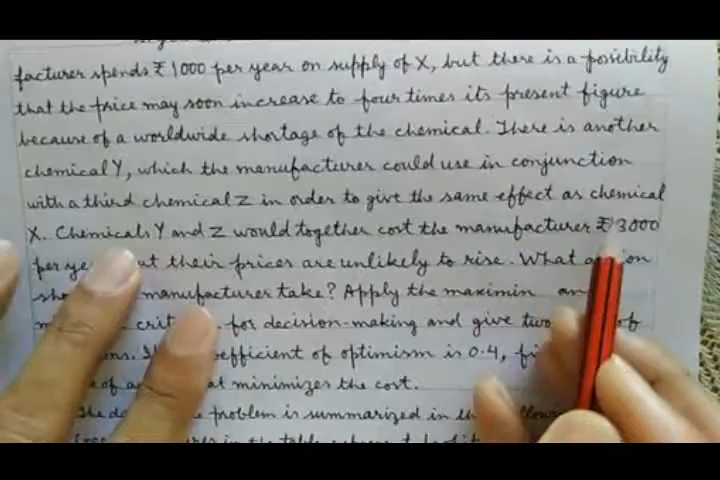 facturer spends ₹ 1000 per year on supply of X, but there is a possibility
that the price may soon increase to four times its present figure
because of a worldwide shortage of the chemical. There is another
chemical Y, which the manufacturer could use in conjunction
with a third chemical Z in order to give the same effect as chemical
X. Chemicals Y and Z would together cost the manufacturer ₹ 3000
per their prices are unlikely to rise. What
manufacturer take? Apply the maximin
for decision-making and give two
coefficient of optimism is 0.4,
minimizes the cost.
problem is summarized in